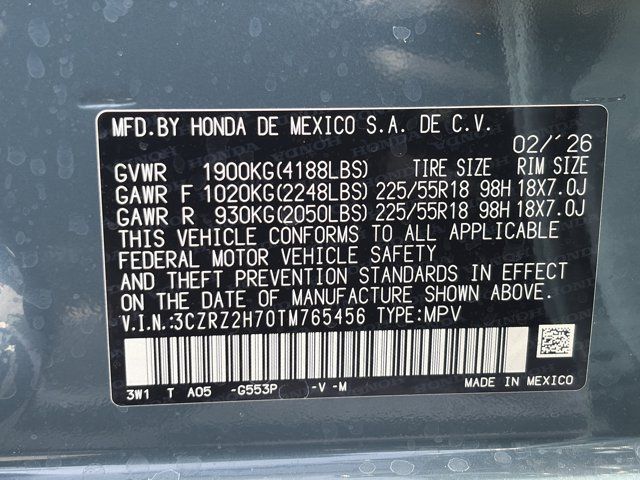 MFD.BY HONDA DE MEXICO S.A. DE C.V.
02/'26
GVWR 1900KG(4188LBS) TIRE SIZE RIM SIZE
GAWR F 1020KG(2248LBS) 225/55R18 98H 18X7.0J
GAWR R 930KG(2050LBS) 225/55R18 98H 18X7.0J
THIS VEHICLE CONFORMS TO ALL APPLICABLE
FEDERAL MOTOR VEHICLE SAFETY
AND THEFT PREVENTION STANDARDS IN EFFECT
ON THE DATE OF MANUFACTURE SHOWN ABOVE.
V.I.N.:3CZRZ2H70TM765456 TYPE:MPV
3W1 T A05 -G553P -V -M MADE IN MEXICO